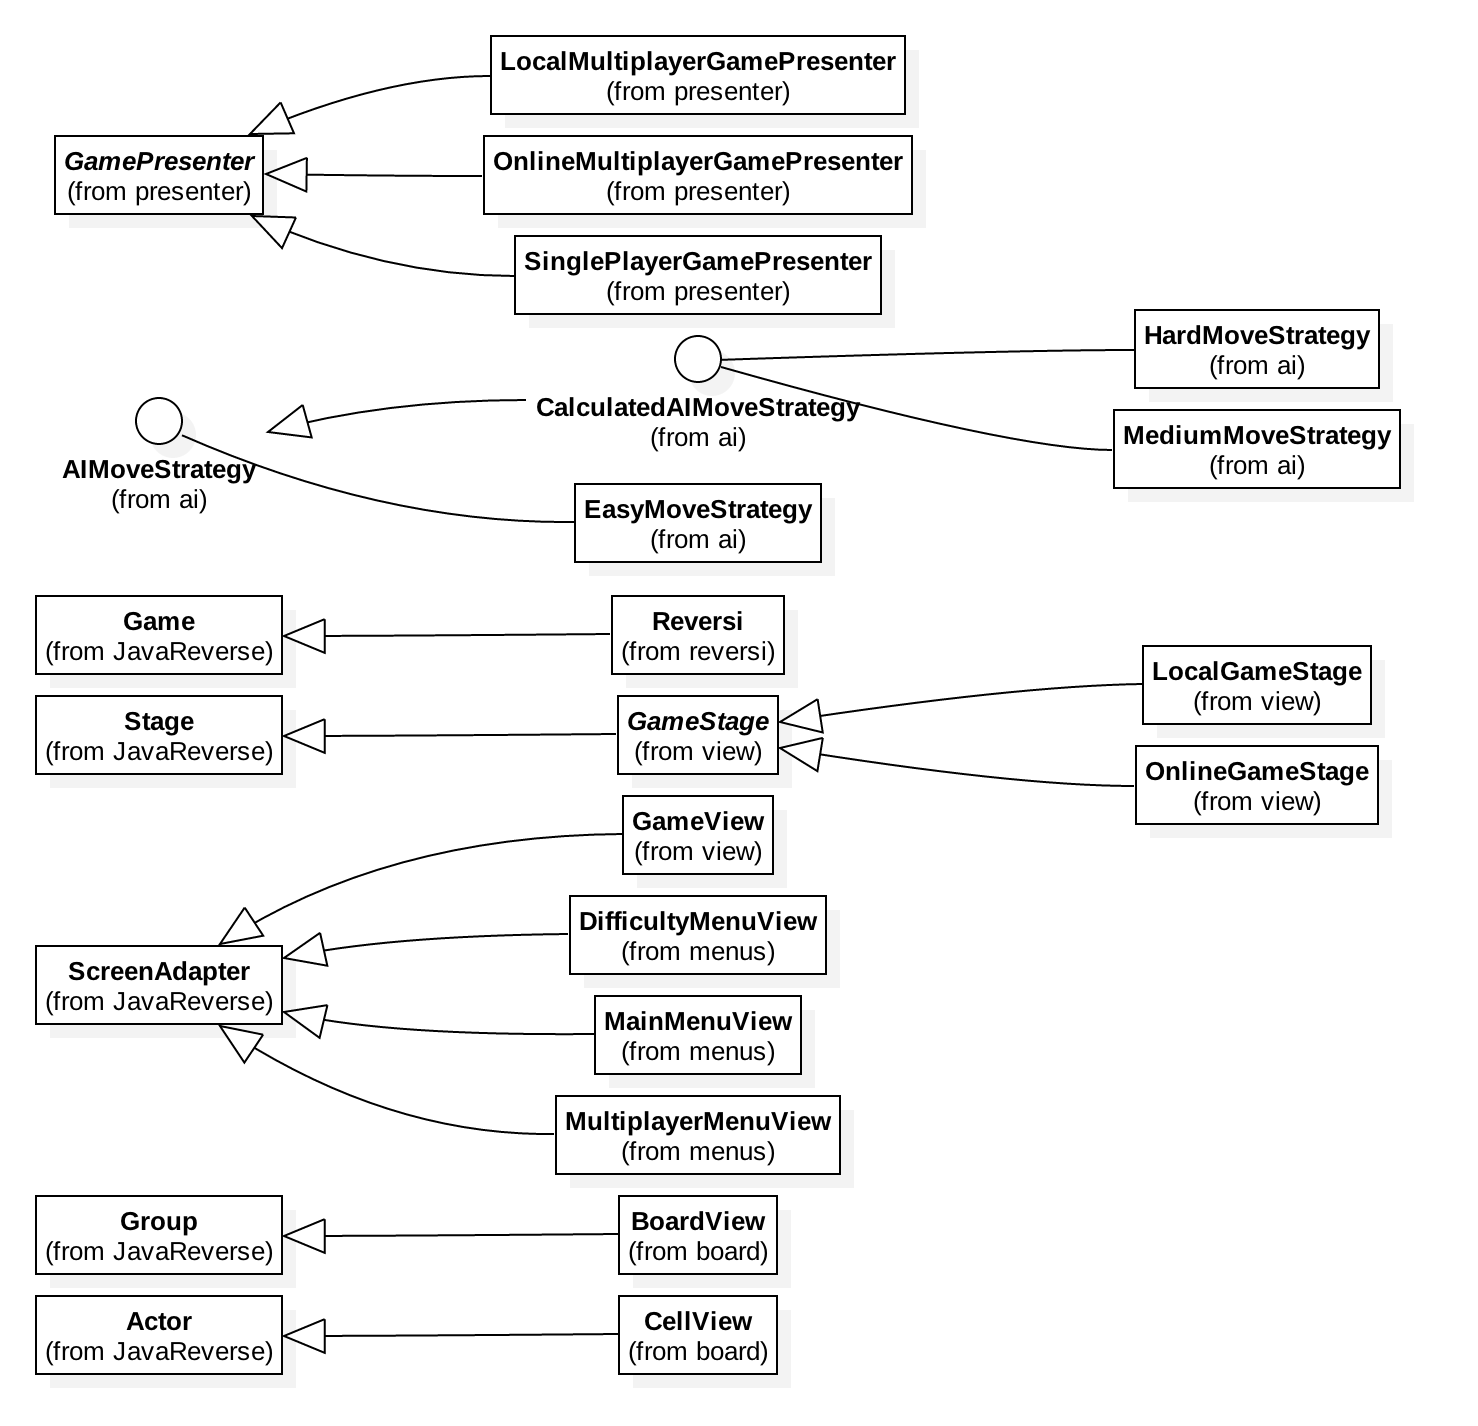 LocalMultiplayerGamePresenter
(from presenter)
GamePresenter
(from presenter)
OnlineMultiplayerGamePresenter
(from presenter)
SinglePlayerGamePresenter
(from presenter)
HardMoveStrategy
(from ai)
CalculatedAIMoveStrategy
(from ai)
MediumMoveStrategy
(from ai)
AIMoveStrategy
(from ai)
EasyMoveStrategy
(from ai)
Game
(from JavaReverse)
Reversi
(from reversi)
LocalGameStage
(from view)
Stage
(from JavaReverse)
GameStage
(from view)
OnlineGameStage
(from view)
GameView
(from view)
DifficultyMenuView
(from menus)
ScreenAdapter
(from JavaReverse)
MainMenuView
(from menus)
MultiplayerMenuView
(from menus)
Group
(from JavaReverse)
BoardView
(from board)
Actor
(from JavaReverse)
CellView
(from board)